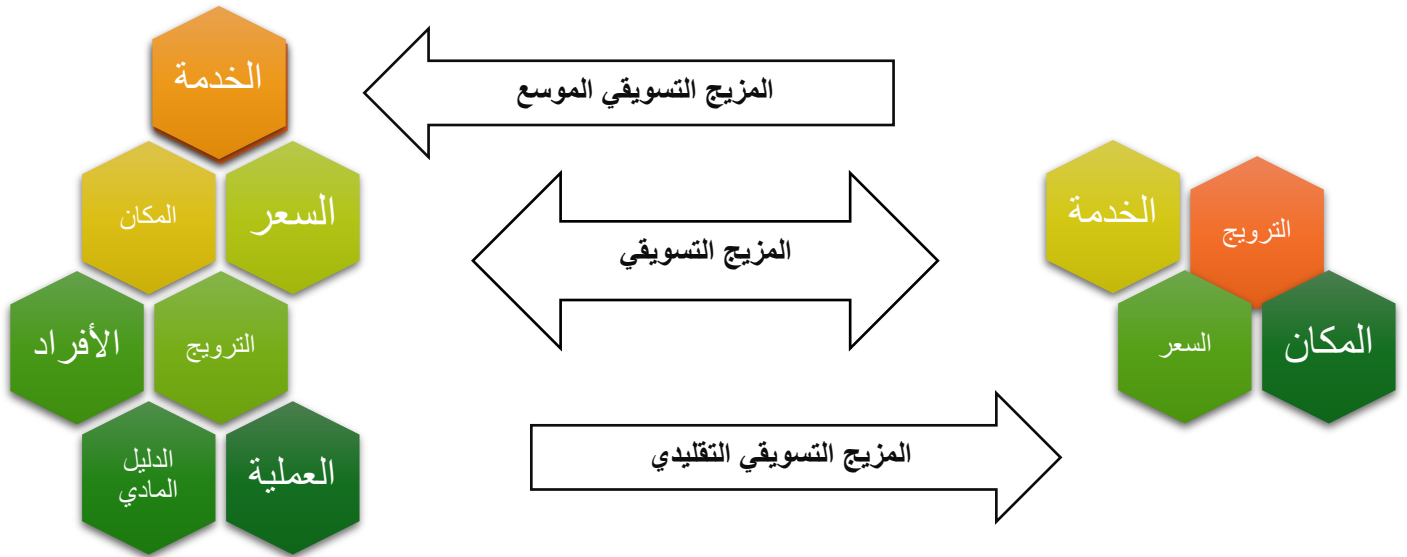 الخدمة
المزيج التسويقي الموسع
السعر
المكان
الترويج
الخدمة
المزيج التسويقي
الترويج
الأفراد
المكان
السعر
المزيج التسويقي التقليدي
العملية
الدليل
المادي